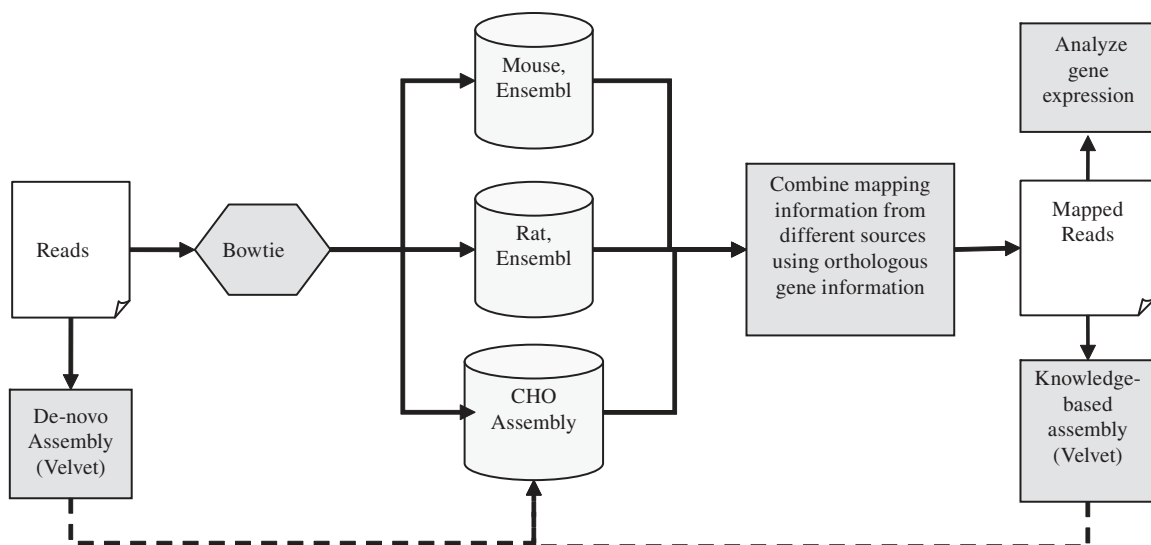 Reads
De-novo
Assembly
(Velvet)
Bowtie
Mouse,
Ensembl
Rat,
Ensembl
CHO
Assembly
Combine mapping
information from
different sources
using orthologous
gene information
Analyze
gene
expression
Mapped
Reads
Knowledge-
based
assembly
(Velvet)